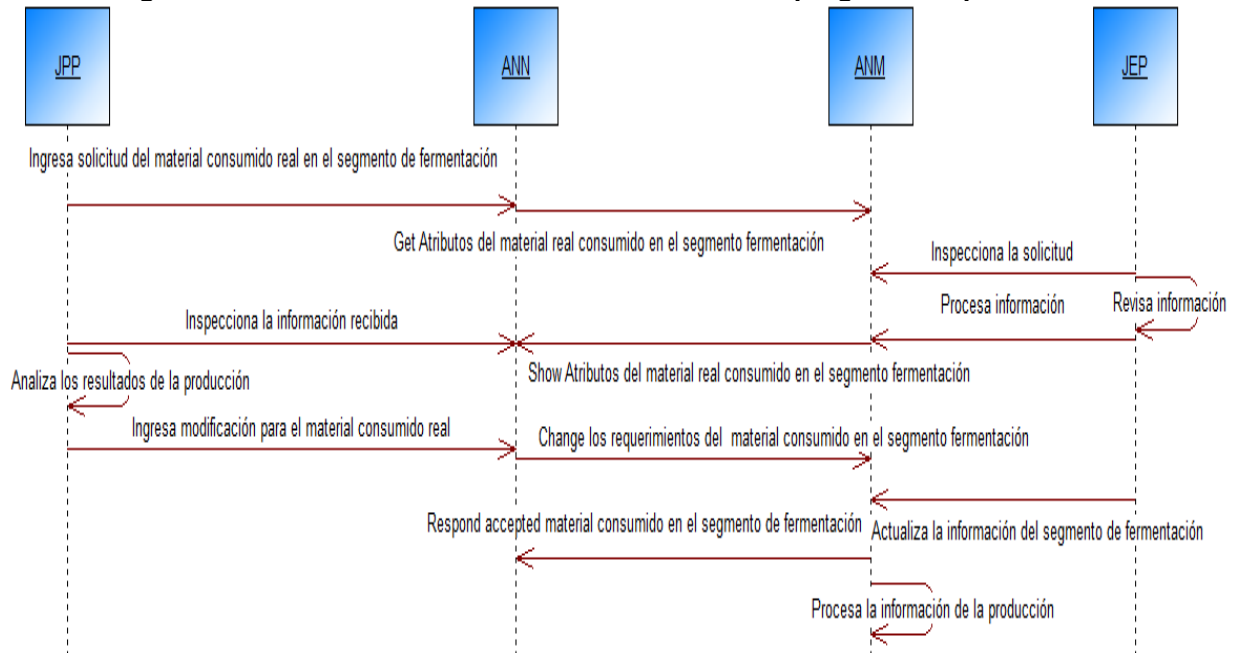 JPP
ANN
ANM
JEP
Ingresa solicitud del material consumido real en el segmento de fermentación
Get Atributos del material real consumido en el segmento fermentación
Inspecciona la solicitud
Procesa información
Revisa información
Inspecciona la información recibida
Show Atributos del material real consumido en el segmento fermentación
Analiza los resultados de la producción
Ingresa modificación para el material consumido real
Change los requerimientos del material consumido en el segmento fermentación
Respond accepted material consumido en el segmento de fermentación
Actualiza la información del segmento de fermentación
Procesa la información de la producción